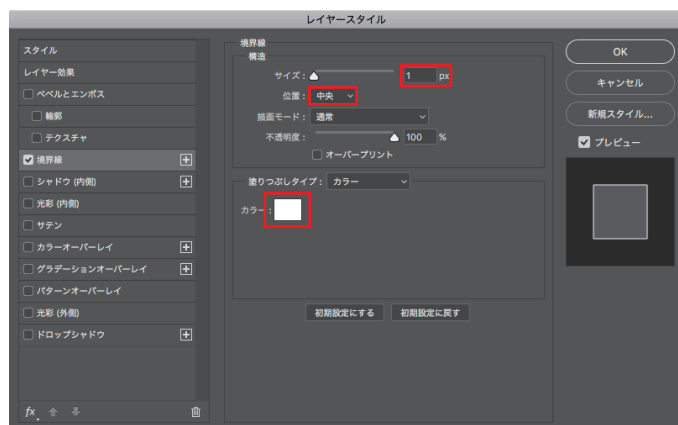 レイヤースタイル
スタイル
レイヤー効果
ベベルとエンボス
輪郭
テクスチャ
境界線
シャドウ (内側)
光彩 (内側)
サテン
カラーオーバーレイ
グラデーションオーバーレイ
パターンオーバーレイ
光彩 (外側)
ドロップシャドウ
fx
境界線
構造
サイズ : 1 px
位置 : 中央
描画モード : 通常
不透明度 : 100 %
オーバープリント
塗りつぶしタイプ : カラー
カラー :
初期設定にする 初期設定に戻す
OK
キャンセル
新規スタイル...
プレビュー